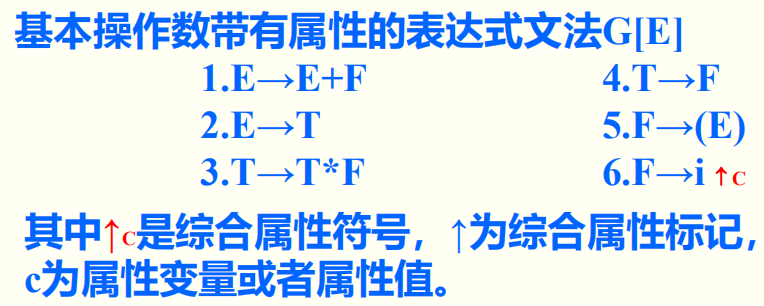 基本操作数带有属性的表达式文法G[E]
1.E→E+F 4.T→F
2.E→T 5.F→(E)
3.T→T*F 6.F→i ↑c
其中↑c是综合属性符号，↑为综合属性标记，
c为属性变量或者属性值。